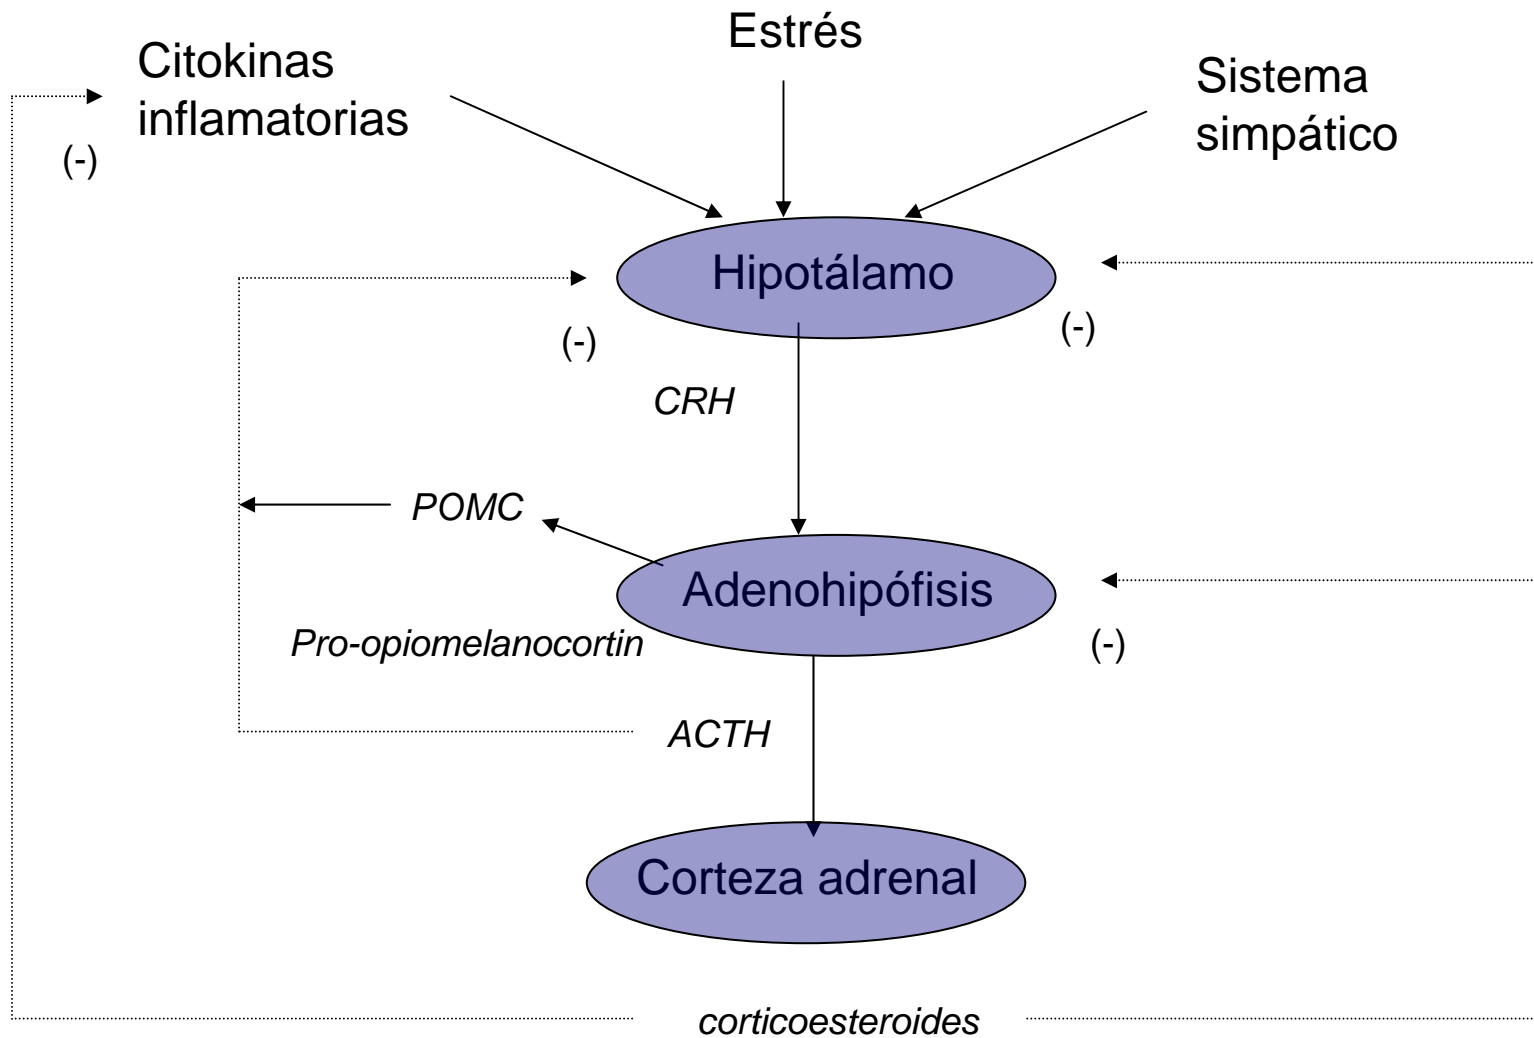 Estrés
Citokinas
inflamatorias
Sistema
simpático
(-)
Hipotálamo
(-)
(-)
CRH
POMC
Adenohipófisis
Pro-opiomelanocortin
(-)
ACTH
Corteza adrenal
corticoesteroides